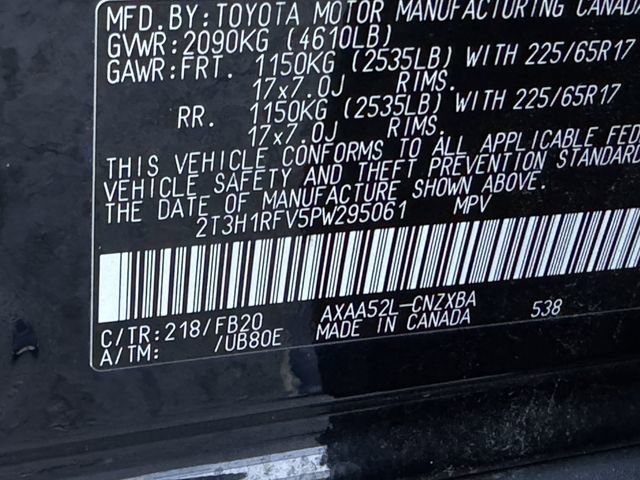 MFD.BY:TOYOTA MOTOR MANUFACTURING CANADA
GVWR:2090KG (4610LB)
GAWR:FRT. 1150KG (2535LB) WITH 225/65R17
17x7.0J RIMS.
RR. 1150KG (2535LB) WITH 225/65R17
17x7.0J RIMS.
THIS VEHICLE CONFORMS TO ALL APPLICABLE FED
VEHICLE SAFETY AND THEFT PREVENTION STANDARD
THE DATE OF MANUFACTURE SHOWN ABOVE.
2T3H1RFV5PW295061 MPV
C/TR:218/FB20 AXAA52L-CNZXBA 538
A/TM: /UB80E MADE IN CANADA